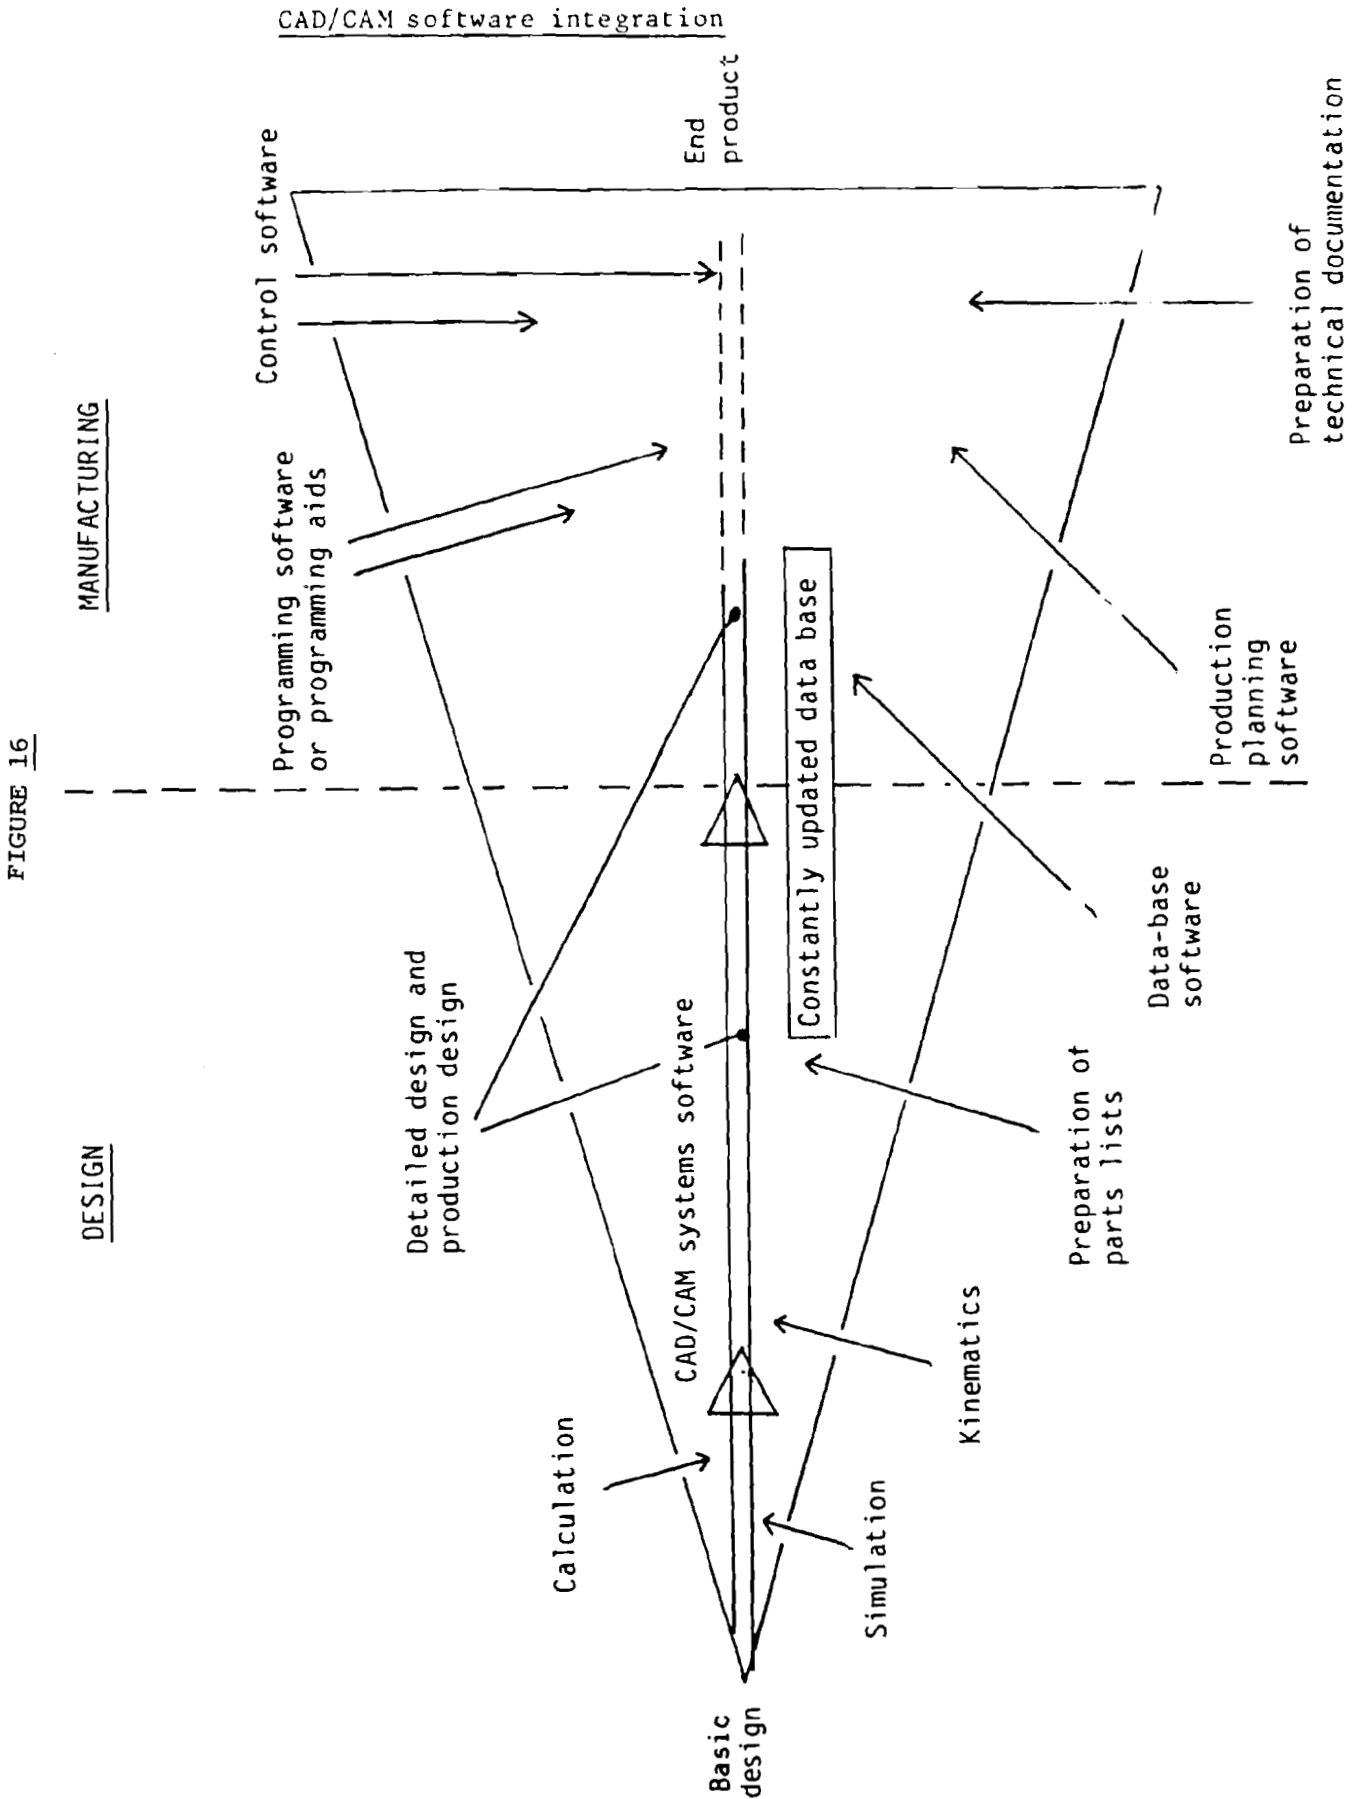 FIGURE 16
CAD/CAM software integration
DESIGN
MANUFACTURING
Control software
Programming software
or programming aids
Detailed design and
production design
Calculation
CAD/CAM systems software
Basic
design
End
product
Constantly updated data base
Simulation
Kinematics
Preparation of
parts lists
Data-base
software
Production
planning
software
Preparation of
technical documentation